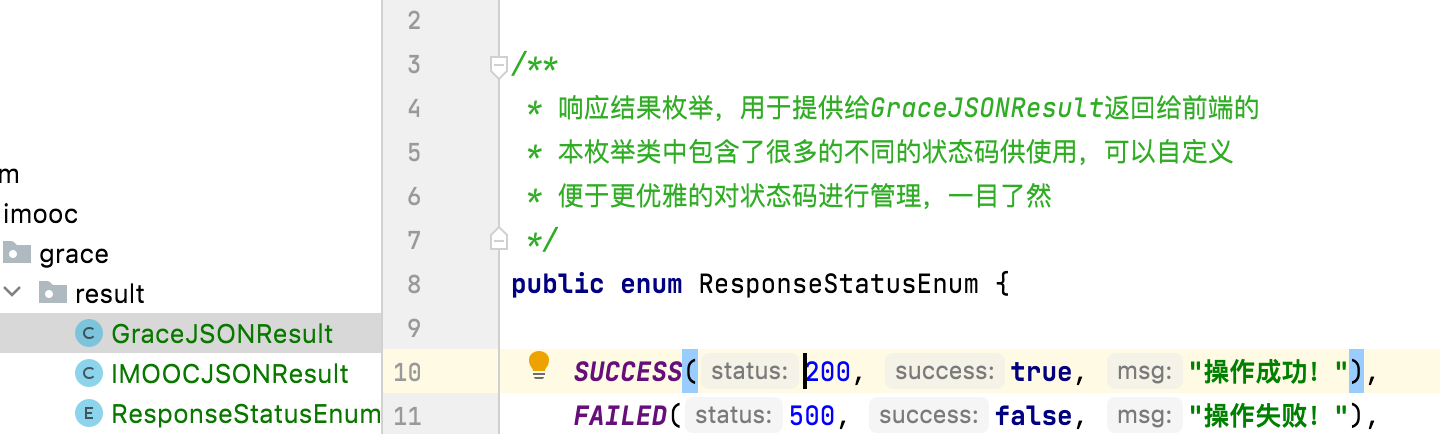 m
imooc
grace
result
C GraceJSONResult
C IMOOCJSONResult
E ResponseStatusEnum
2
3 /**
4 * 响应结果枚举，用于提供给GraceJSONResult返回给前端的
5 * 本枚举类中包含了很多的不同的状态码供使用，可以自定义
6 * 便于更优雅的对状态码进行管理，一目了然
7 */
8 public enum ResponseStatusEnum {
9
10 SUCCESS( status: 200, success: true, msg: "操作成功！"),
11 FAILED( status: 500, success: false, msg: "操作失败！"),